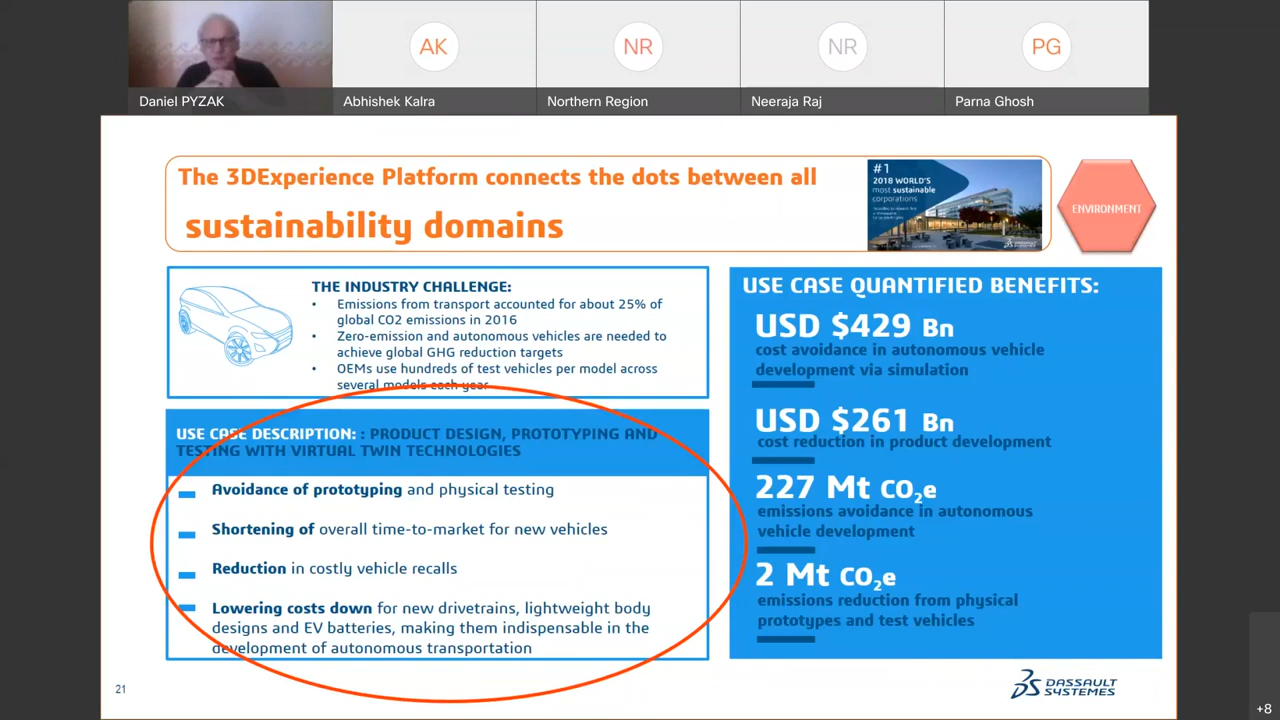 AK
NR
NR
PG
Daniel PYZAK
Abhishek Kalra
Northern Region
Neeraja Raj
Parna Ghosh
The 3DExperience Platform connects the dots between all
sustainability domains
#1
2018 WORLD'S
most sustainable
corporations
DASSAULT
SYSTEMES
ENVIRONMENT
THE INDUSTRY CHALLENGE:
• Emissions from transport accounted for about 25% of
global CO2 emissions in 2016
• Zero-emission and autonomous vehicles are needed to
achieve global GHG reduction targets
• OEMs use hundreds of test vehicles per model across
several models each year
USE CASE DESCRIPTION: : PRODUCT DESIGN, PROTOTYPING AND
TESTING WITH VIRTUAL TWIN TECHNOLOGIES
Avoidance of prototyping and physical testing
Shortening of overall time-to-market for new vehicles
Reduction in costly vehicle recalls
Lowering costs down for new drivetrains, lightweight body
designs and EV batteries, making them indispensable in the
development of autonomous transportation
USE CASE QUANTIFIED BENEFITS:
USD $429 Bn
cost avoidance in autonomous vehicle
development via simulation
USD $261 Bn
cost reduction in product development
227 Mt CO₂e
emissions avoidance in autonomous
vehicle development
2 Mt CO₂e
emissions reduction from physical
prototypes and test vehicles
21
DASSAULT
SYSTEMES
+8